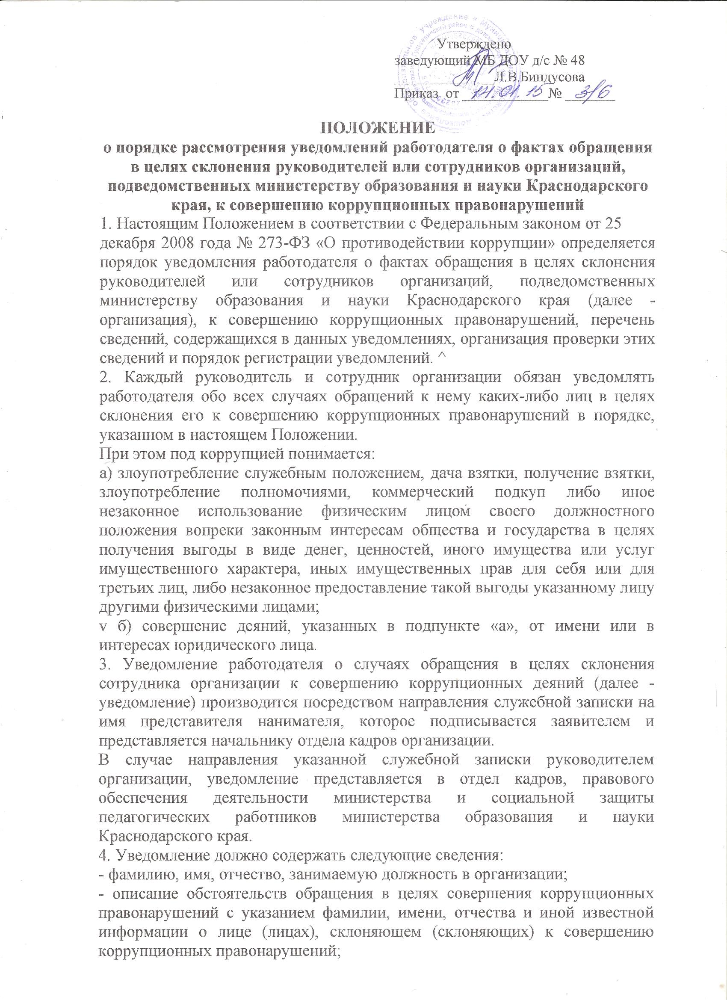 Утверждено
заведующий МБ ДОУ д/с № 48
Л.В.Биндусова
Приказ от 14.01.15 № 3/6
ПОЛОЖЕНИЕ
о порядке рассмотрения уведомлений работодателя о фактах обращения
в целях склонения руководителей или сотрудников организаций,
подведомственных министерству образования и науки Краснодарского
края, к совершению коррупционных правонарушений
1. Настоящим Положением в соответствии с Федеральным законом от 25
декабря 2008 года № 273-ФЗ «О противодействии коррупции» определяется
порядок уведомления работодателя о фактах обращения в целях склонения
руководителей или сотрудников организаций, подведомственных
министерству образования и науки Краснодарского края (далее -
организация), к совершению коррупционных правонарушений, перечень
сведений, содержащихся в данных уведомлениях, организация проверки этих
сведений и порядок регистрации уведомлений. ^
2. Каждый руководитель и сотрудник организации обязан уведомлять
работодателя обо всех случаях обращений к нему каких-либо лиц в целях
склонения его к совершению коррупционных правонарушений в порядке,
указанном в настоящем Положении.
При этом под коррупцией понимается:
а) злоупотребление служебным положением, дача взятки, получение взятки,
злоупотребление полномочиями, коммерческий подкуп либо иное
незаконное использование физическим лицом своего должностного
положения вопреки законным интересам общества и государства в целях
получения выгоды в виде денег, ценностей, иного имущества или услуг
имущественного характера, иных имущественных прав для себя или для
третьих лиц, либо незаконное предоставление такой выгоды указанному лицу
другими физическими лицами;
v б) совершение деяний, указанных в подпункте «а», от имени или в
интересах юридического лица.
3. Уведомление работодателя о случаях обращения в целях склонения
сотрудника организации к совершению коррупционных деяний (далее -
уведомление) производится посредством направления служебной записки на
имя представителя нанимателя, которое подписывается заявителем и
представляется начальнику отдела кадров организации.
В случае направления указанной служебной записки руководителем
организации, уведомление представляется в отдел кадров, правового
обеспечения деятельности министерства и социальной защиты
педагогических работников министерства образования и науки
Краснодарского края.
4. Уведомление должно содержать следующие сведения:
- фамилию, имя, отчество, занимаемую должность в организации;
- описание обстоятельств обращения в целях совершения коррупционных
правонарушений с указанием фамилии, имени, отчества и иной известной
информации о лице (лицах), склоняющем (склоняющих) к совершению
коррупционных правонарушений;